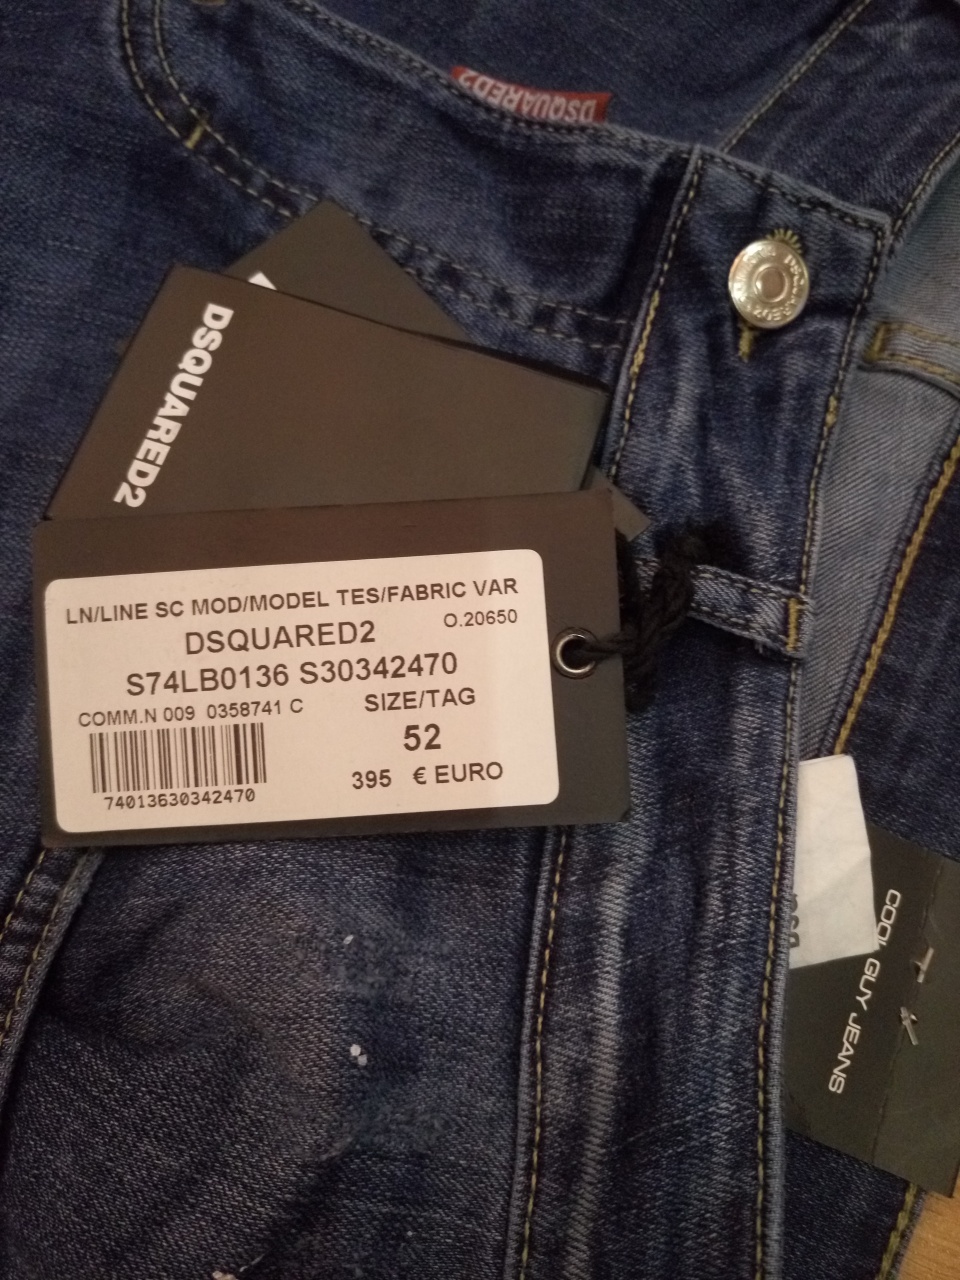 DSQUARED2
DSQUARED2
LN/LINE SC MOD/MODEL TES/FABRIC VAR
DSQUARED2 O.20650
S74LB0136 S30342470
COMM.N 009 0358741 C SIZE/TAG
52
74013630342470 395 € EURO
COOL GUY JEANS